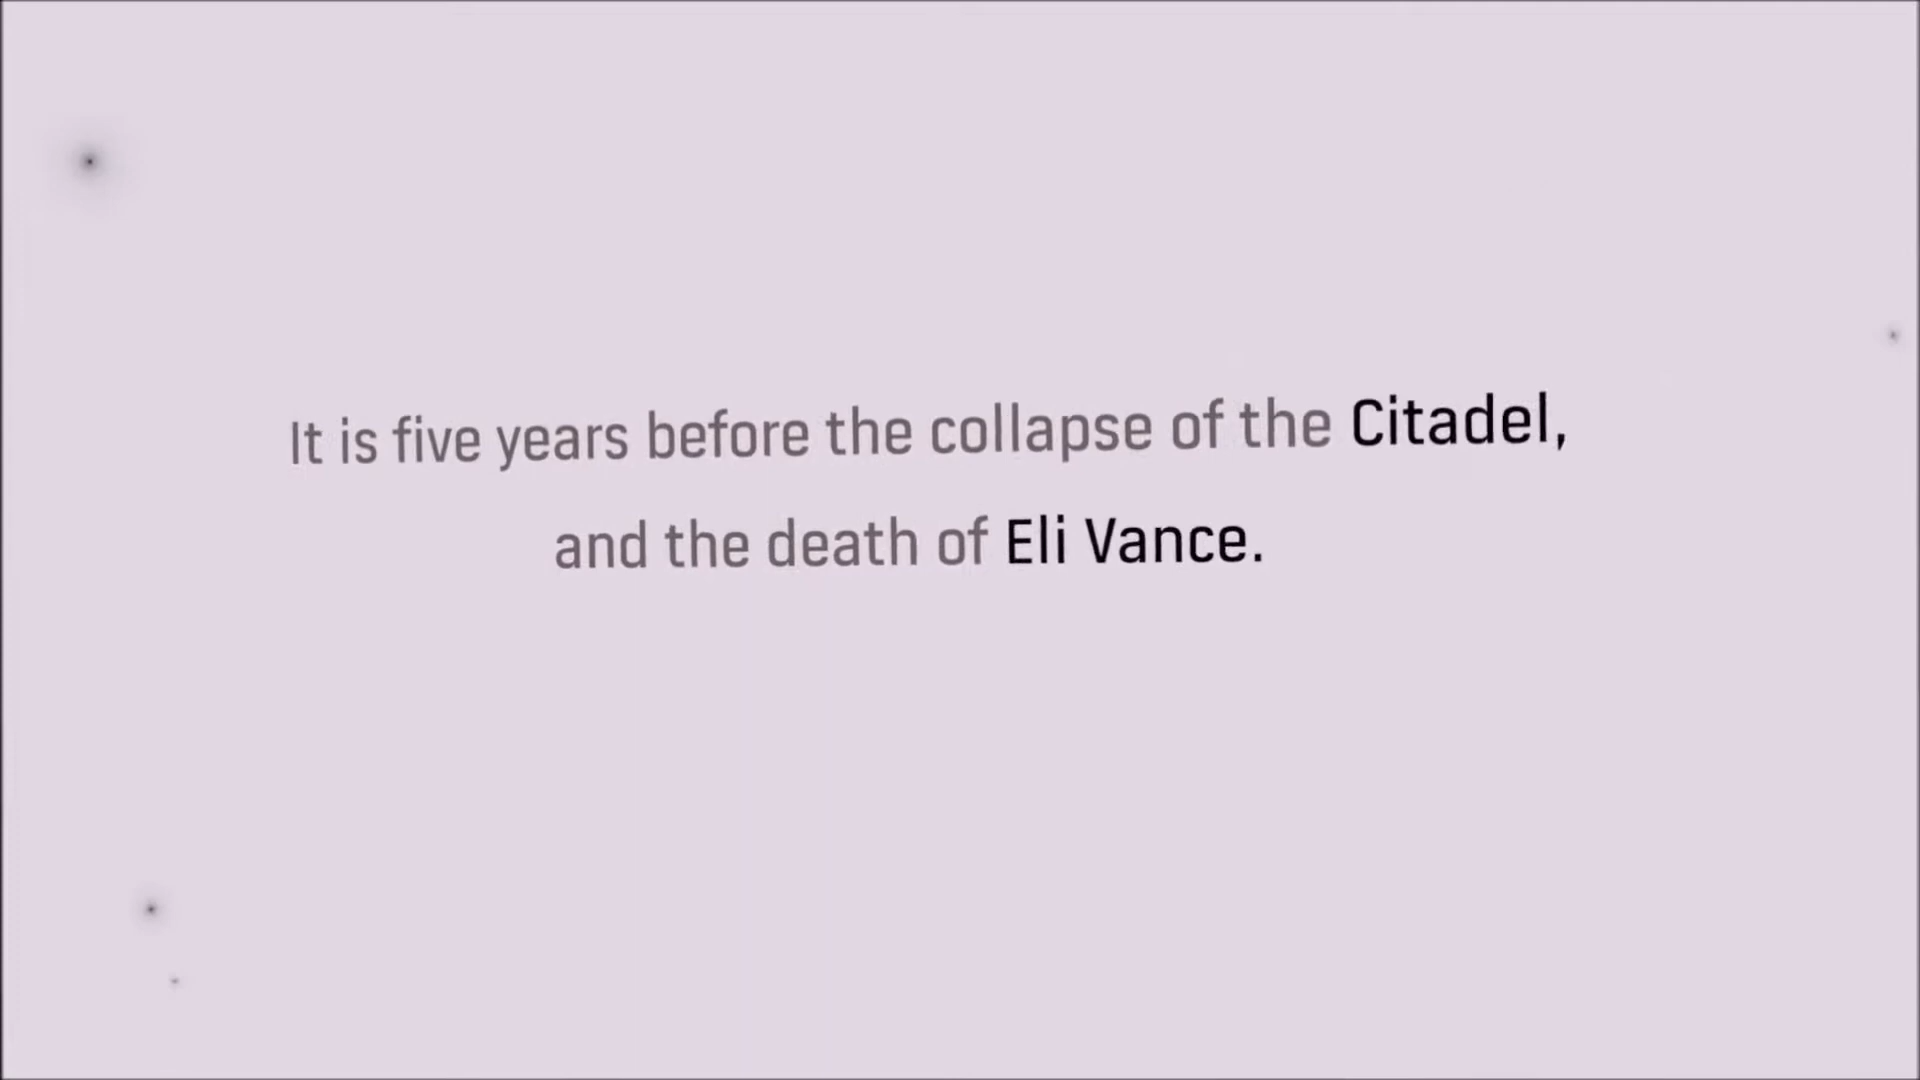 It is five years before the collapse of the Citadel,
and the death of Eli Vance.